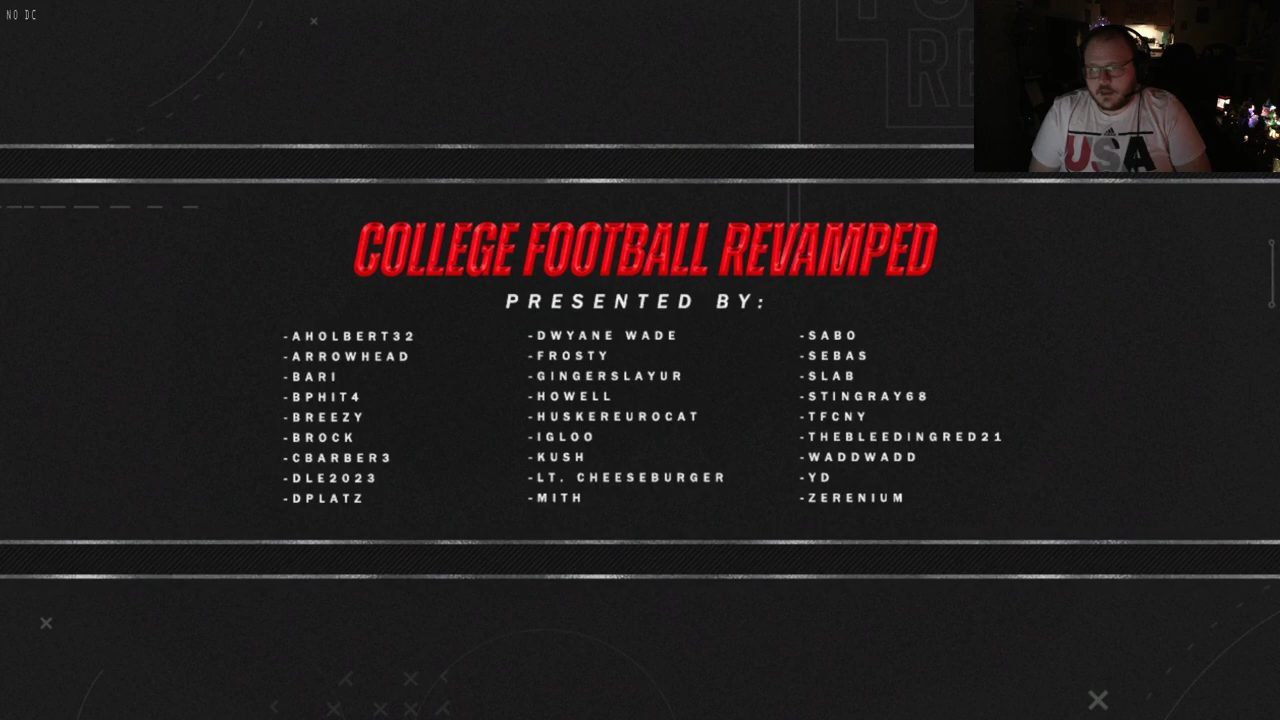 NO DC
RE
USA
COLLEGE FOOTBALL REVAMPED
PRESENTED BY:
-AHOLBERT32
-ARROWHEAD
-BARI
-BPHIT4
-BREEZY
-BROCK
-CBARBER3
-DLE2023
-DPLATZ
-DWYANE WADE
-FROSTY
-GINGERSLAYUR
-HOWELL
-HUSKEREUROCAT
-IGLOO
-KUSH
-LT. CHEESEBURGER
-MITH
-SABO
-SEBAS
-SLAB
-STINGRAY68
-TFCNY
-THEBLEEDINGRED21
-WADDWADD
-YD
-ZERENIUM